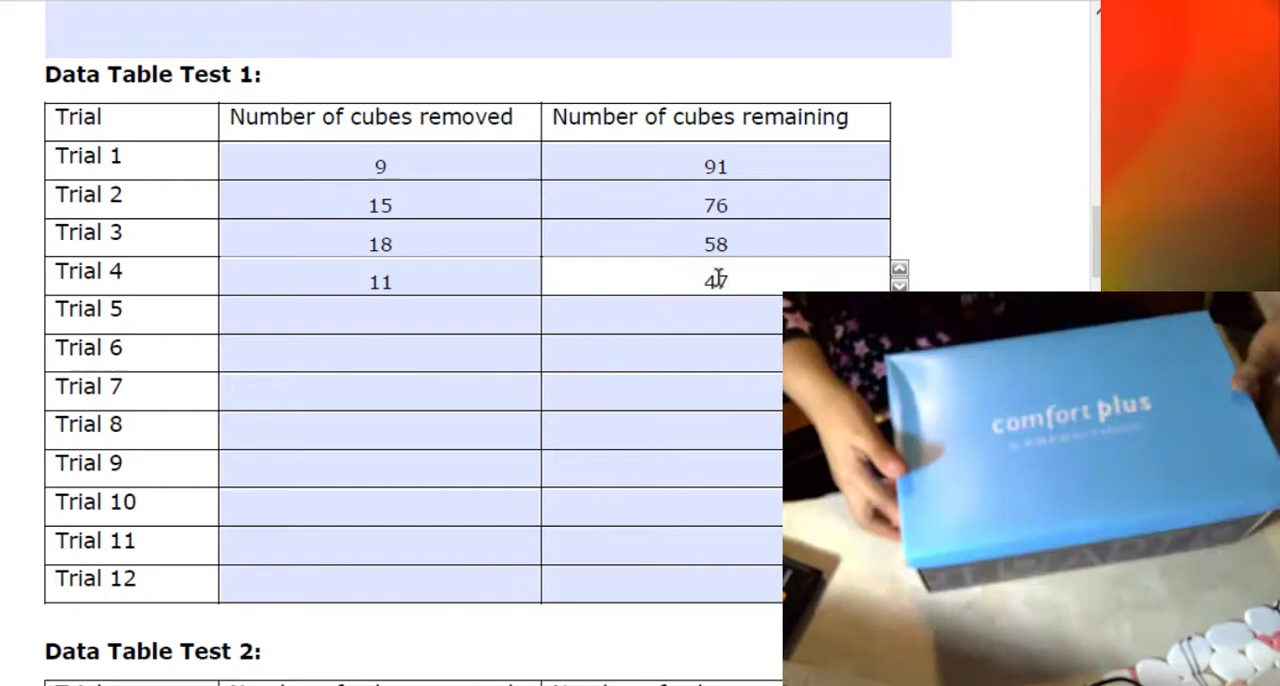 Data Table Test 1:
Trial Number of cubes removed Number of cubes remaining
Trial 1 9 91
Trial 2 15 76
Trial 3 18 58
Trial 4 11 47
Trial 5
Trial 6
Trial 7
Trial 8
Trial 9
Trial 10
Trial 11
Trial 12
comfort plus
Data Table Test 2: